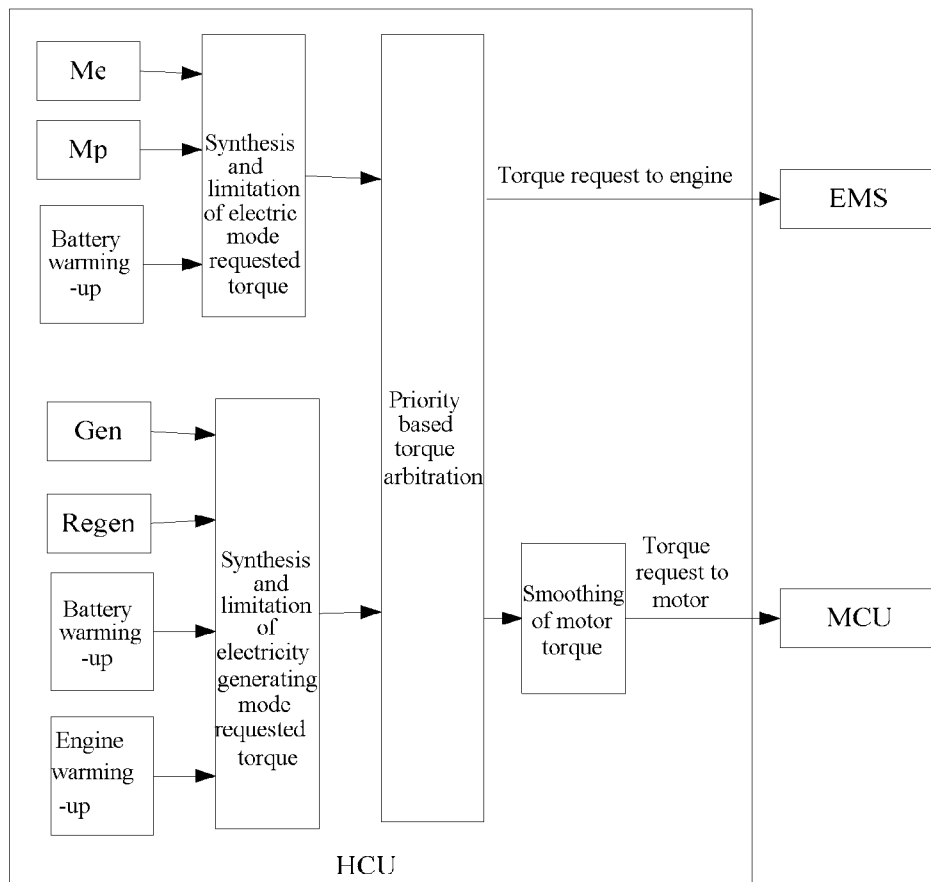 Me
Mp
Battery
warming
-up
Synthesis
and
limitation
of electric
mode
requested
torque
Gen
Regen
Battery
warming
-up
Engine
warming
-up
Synthesis
and
limitation
of
electricity
generating
mode
requested
torque
Priority
based
torque
arbitration
Torque request to engine
EMS
Smoothing
of motor
torque
Torque
request to
motor
MCU
HCU